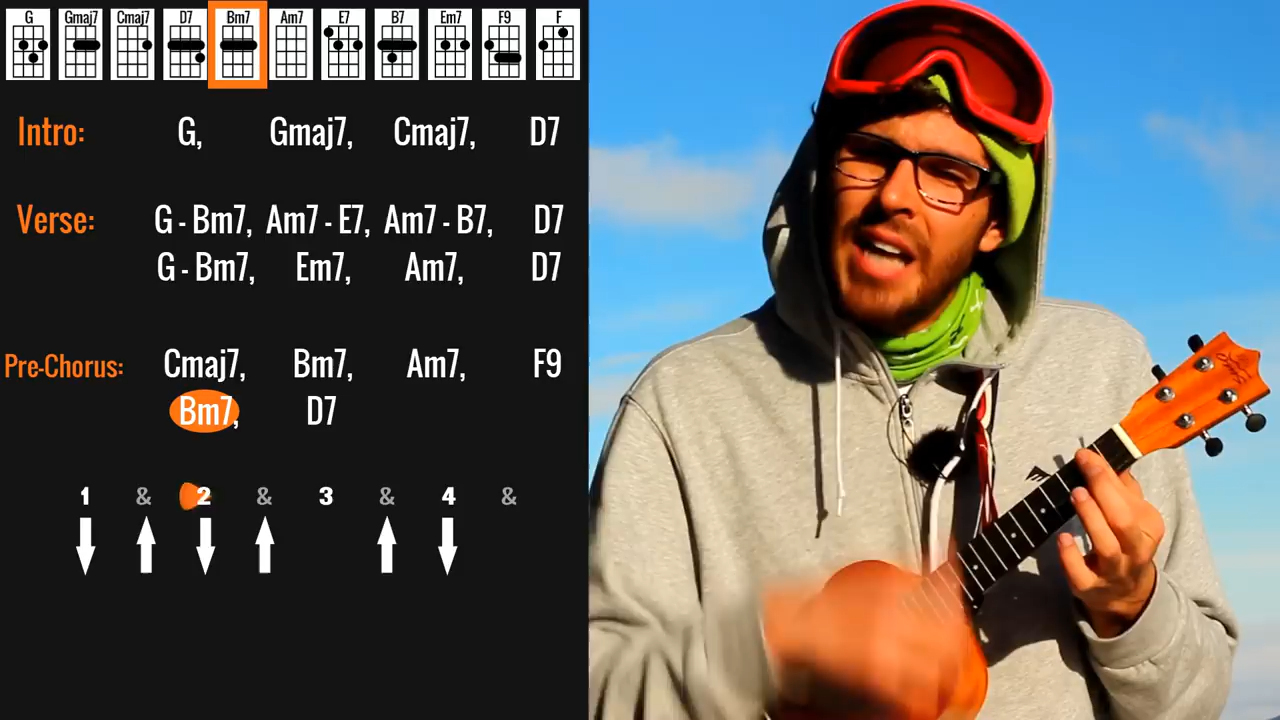 G Gmaj7 Cmaj7 D7 Bm7 Am7 E7 B7 Em7 F9 F
Intro: G, Gmaj7, Cmaj7, D7
Verse: G - Bm7, Am7 - E7, Am7 - B7, D7
G - Bm7, Em7, Am7, D7
Pre-Chorus: Cmaj7, Bm7, Am7, F9
Bm7, D7
1 & 2 & 3 & 4 &